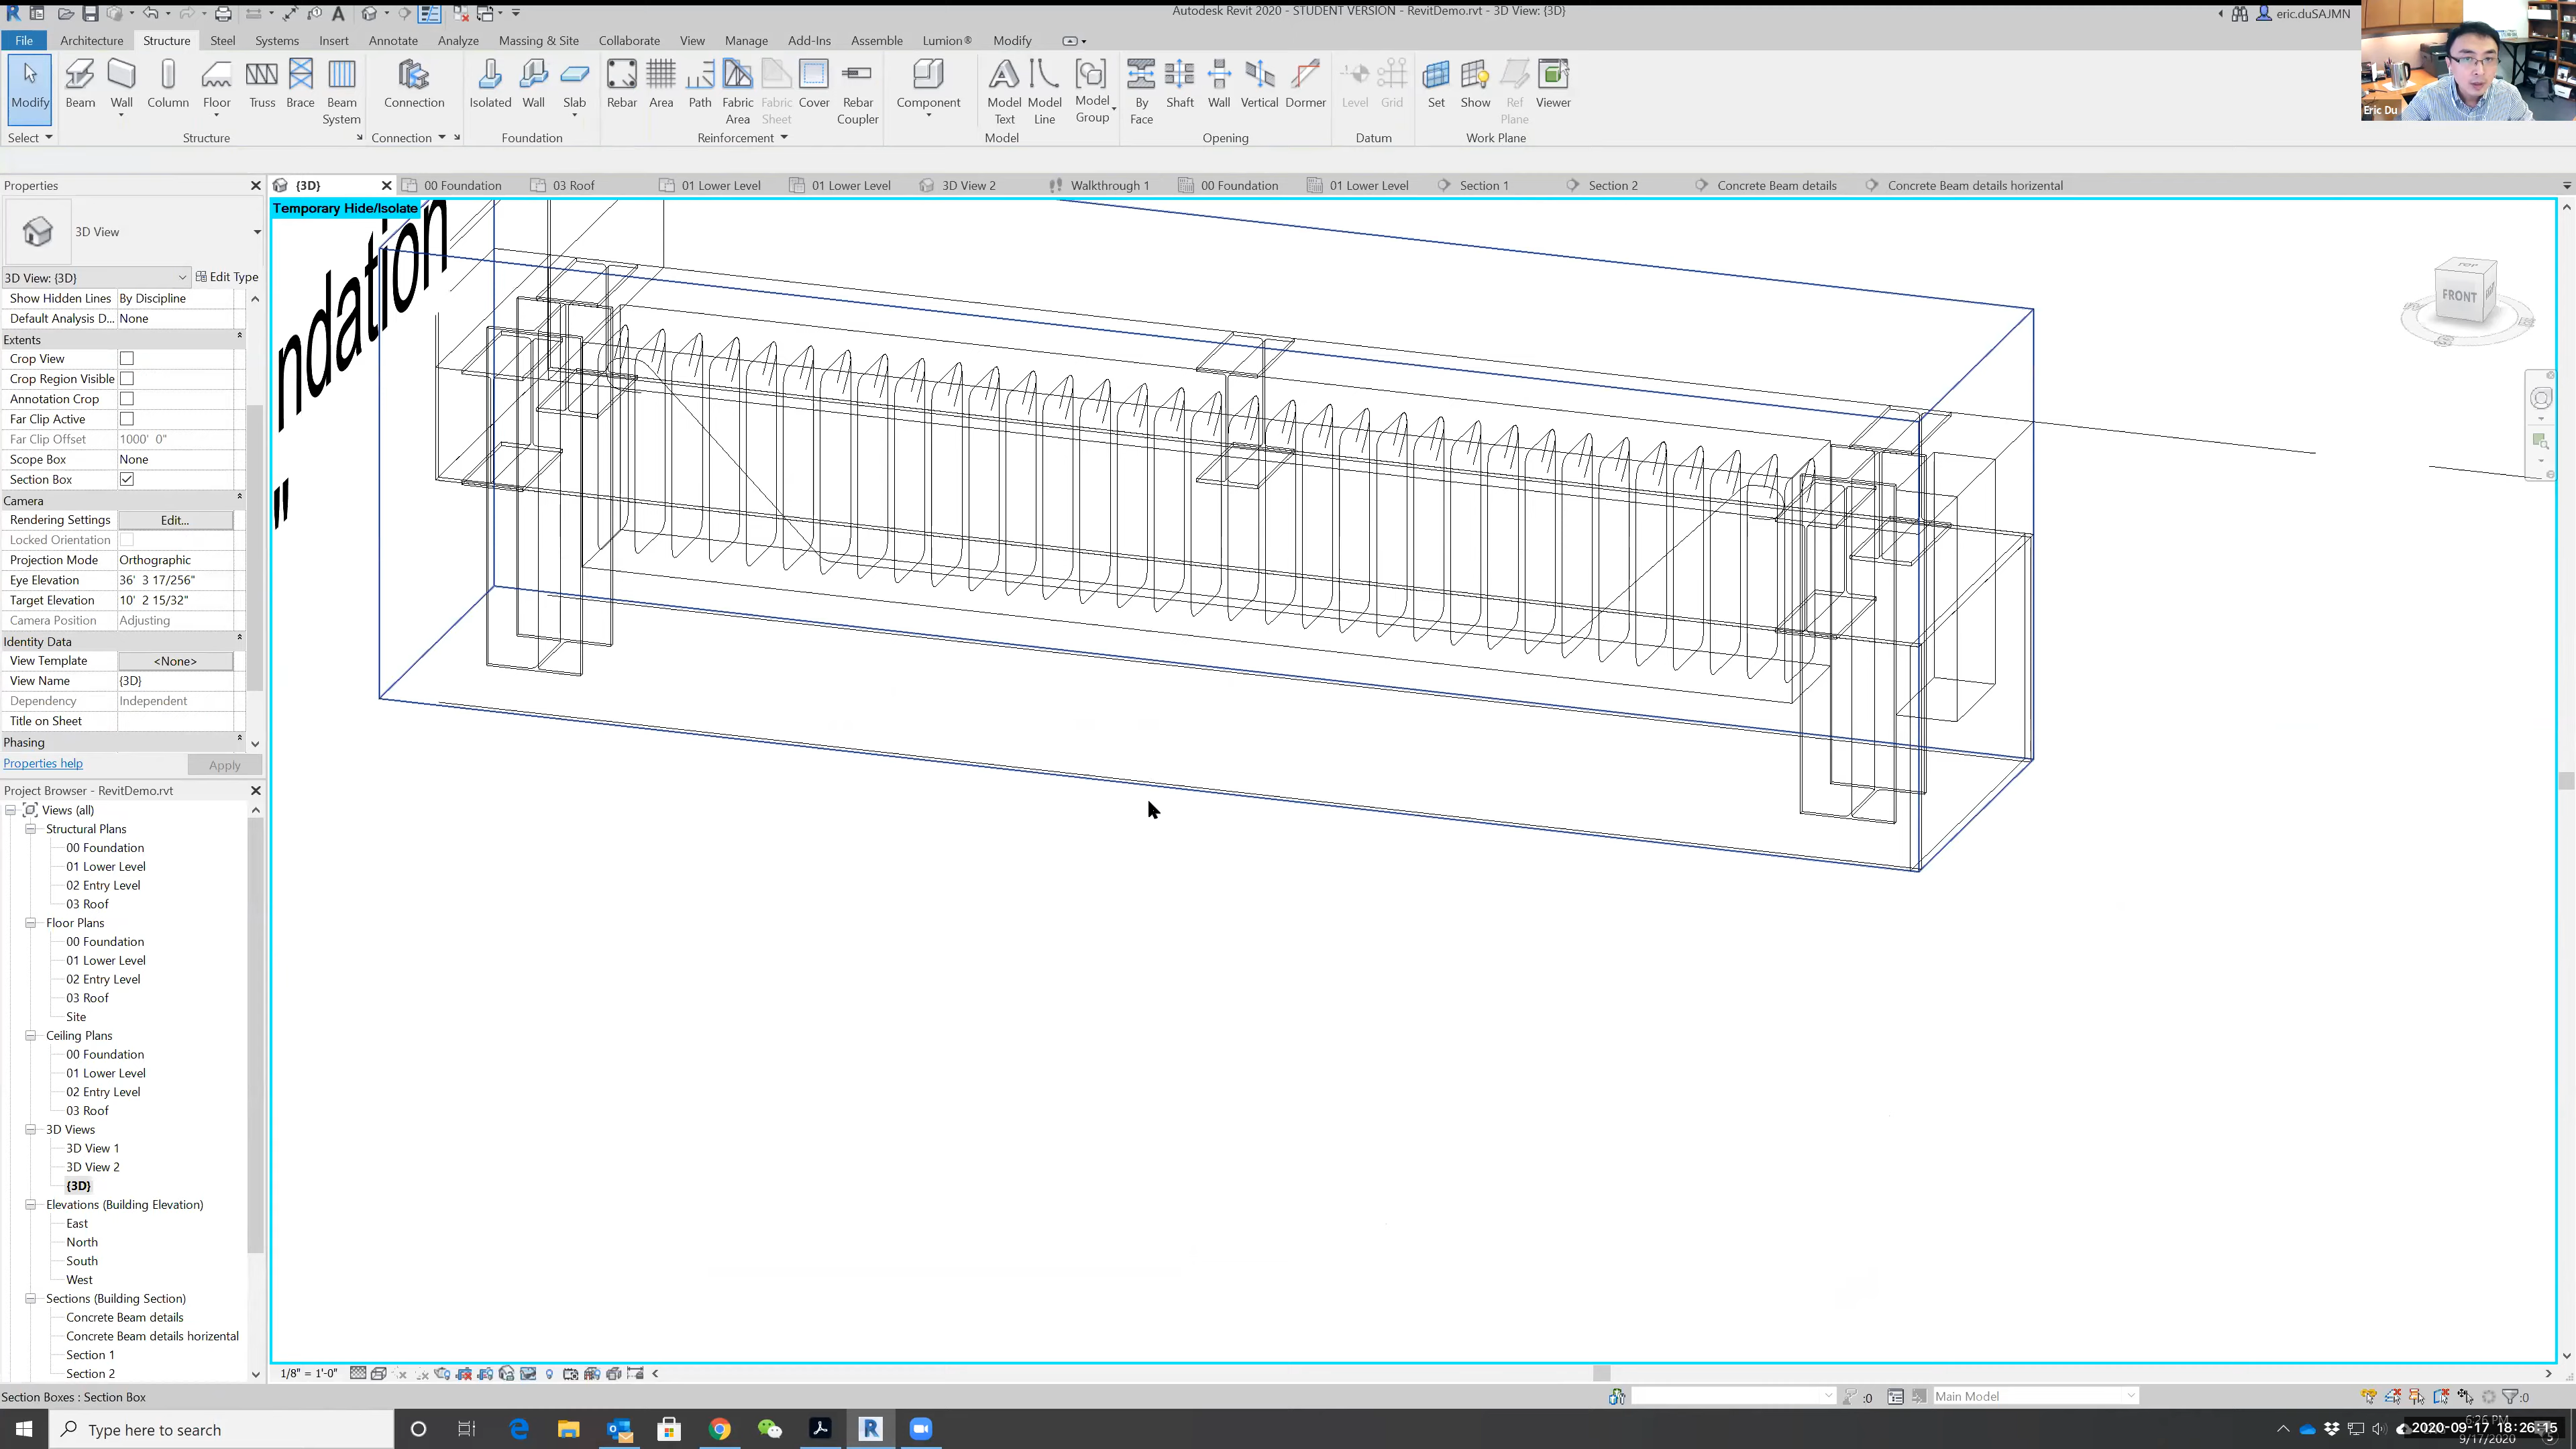 Autodesk Revit 2020 - STUDENT VERSION - RevitDemo.rvt - 3D View: {3D}
eric.duSAJMN
File Architecture Structure Steel Systems Insert Annotate Analyze Massing & Site Collaborate View Manage Add-Ins Assemble Lumion® Modify
Modify Beam Wall Column Floor Truss Brace Beam System Connection Isolated Wall Slab Rebar Area Path Fabric Area Fabric Sheet Cover Rebar Coupler Component Model Text Model Line Model Group By Face Shaft Wall Vertical Dormer Level Grid Set Show Ref Plane Viewer
Select Structure Connection Foundation Reinforcement Model Opening Datum Work Plane
Eric Du
Properties
{3D} 00 Foundation 03 Roof 01 Lower Level 01 Lower Level 3D View 2 Walkthrough 1 00 Foundation 01 Lower Level Section 1 Section 2 Concrete Beam details Concrete Beam details horizental
Temporary Hide/Isolate
3D View
3D View: {3D} Edit Type
Show Hidden Lines By Discipline
Default Analysis D... None
Extents
Crop View
Crop Region Visible
Annotation Crop
Far Clip Active
Far Clip Offset 1000' 0"
Scope Box None
Section Box
Camera
Rendering Settings Edit...
Locked Orientation
Projection Mode Orthographic
Eye Elevation 36' 3 17/256"
Target Elevation 10' 2 15/32"
Camera Position Adjusting
Identity Data
View Template <None>
View Name {3D}
Dependency Independent
Title on Sheet
Phasing
Properties help Apply
ndation
"
TOP
FRONT
Project Browser - RevitDemo.rvt
Views (all)
Structural Plans
00 Foundation
01 Lower Level
02 Entry Level
03 Roof
Floor Plans
00 Foundation
01 Lower Level
02 Entry Level
03 Roof
Site
Ceiling Plans
00 Foundation
01 Lower Level
02 Entry Level
03 Roof
3D Views
3D View 1
3D View 2
{3D}
Elevations (Building Elevation)
East
North
South
West
Sections (Building Section)
Concrete Beam details
Concrete Beam details horizental
Section 1
Section 2
1/8" = 1'-0"
Section Boxes : Section Box
:0 Main Model :0
Type here to search
6:26 PM
2020-09-17 18:26:15
9/17/2020